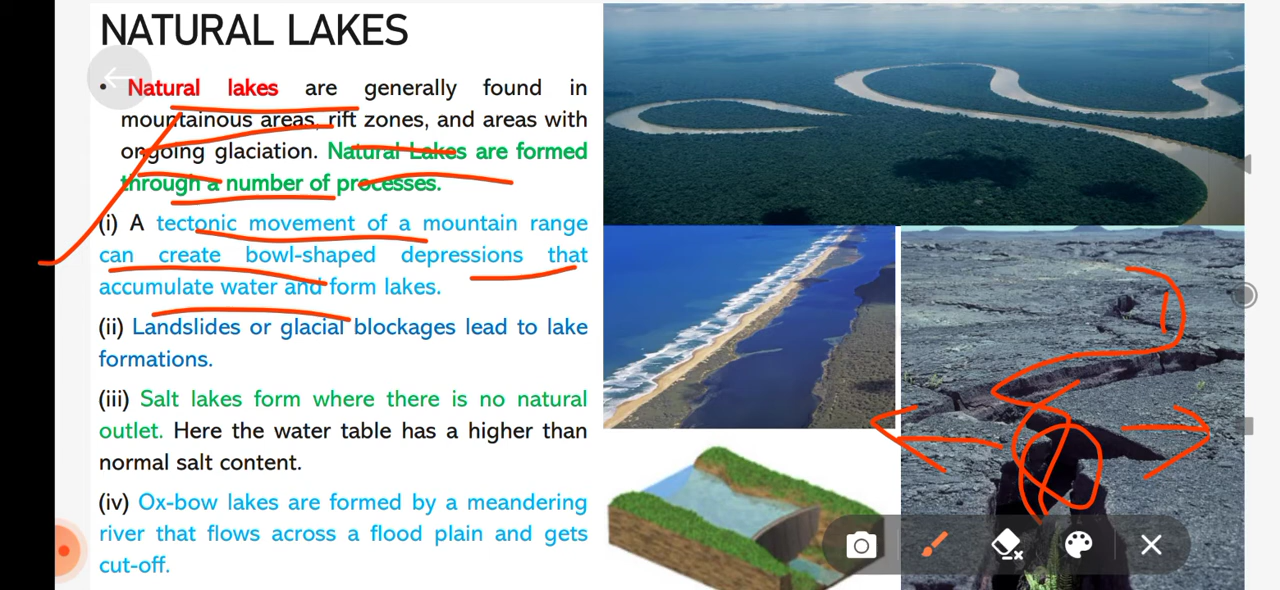 NATURAL LAKES
• Natural lakes are generally found in
mountainous areas, rift zones, and areas with
ongoing glaciation. Natural Lakes are formed
through a number of processes.
(i) A tectonic movement of a mountain range
can create bowl-shaped depressions that
accumulate water and form lakes.
(ii) Landslides or glacial blockages lead to lake
formations.
(iii) Salt lakes form where there is no natural
outlet. Here the water table has a higher than
normal salt content.
(iv) Ox-bow lakes are formed by a meandering
river that flows across a flood plain and gets
cut-off.